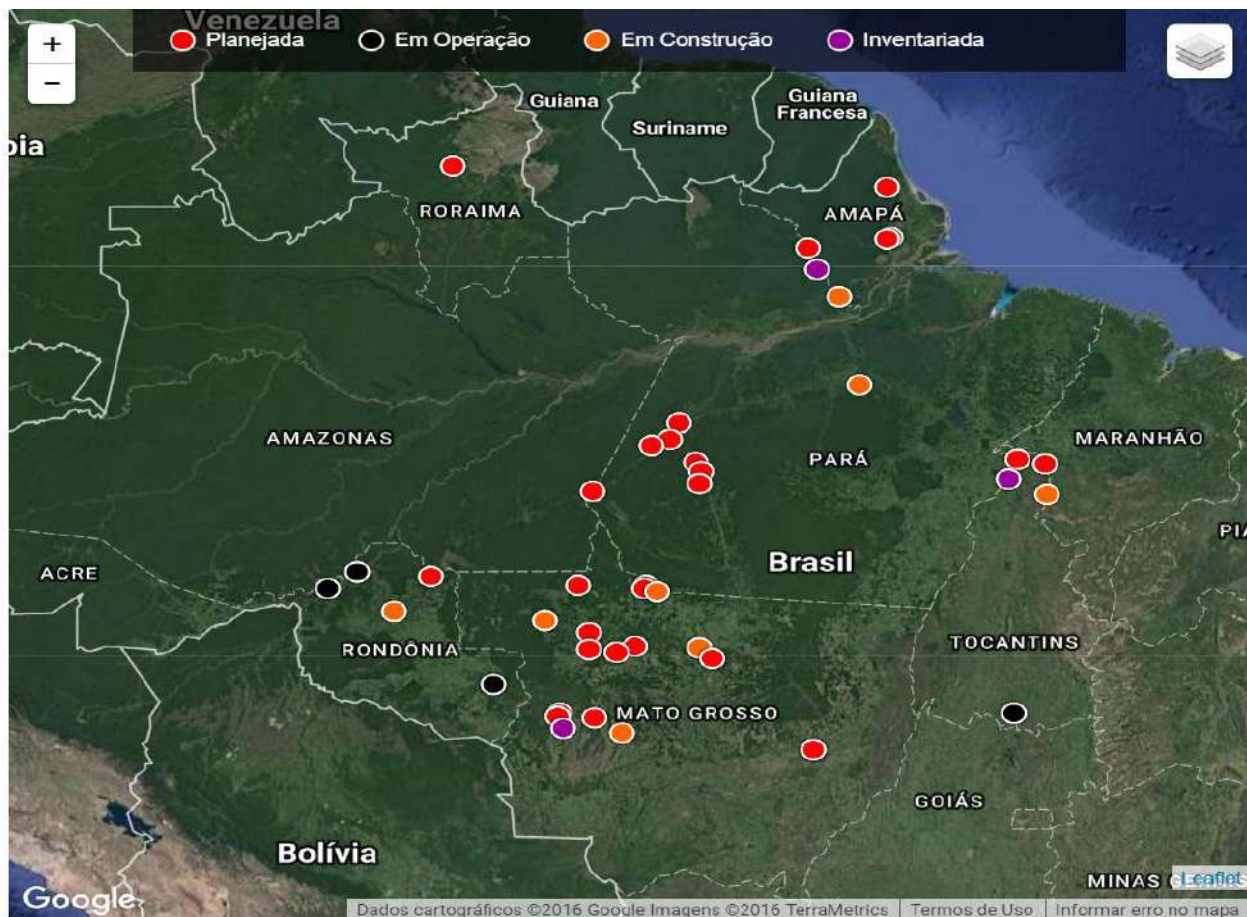 Venezuela
+
−
Planejada
Em Operação
Em Construção
Inventariada
Guiana
Suriname
Guiana
Francesa
bia
RORAIMA
AMAPÁ
AMAZONAS
PARÁ
MARANHÃO
PIA
Brasil
ACRE
RONDÔNIA
TOCANTINS
MATO GROSSO
GOIÁS
Bolívia
MINAS G
Leaflet
Google
Dados cartográficos ©2016 Google Imagens ©2016 TerraMetrics
Termos de Uso
Informar erro no mapa